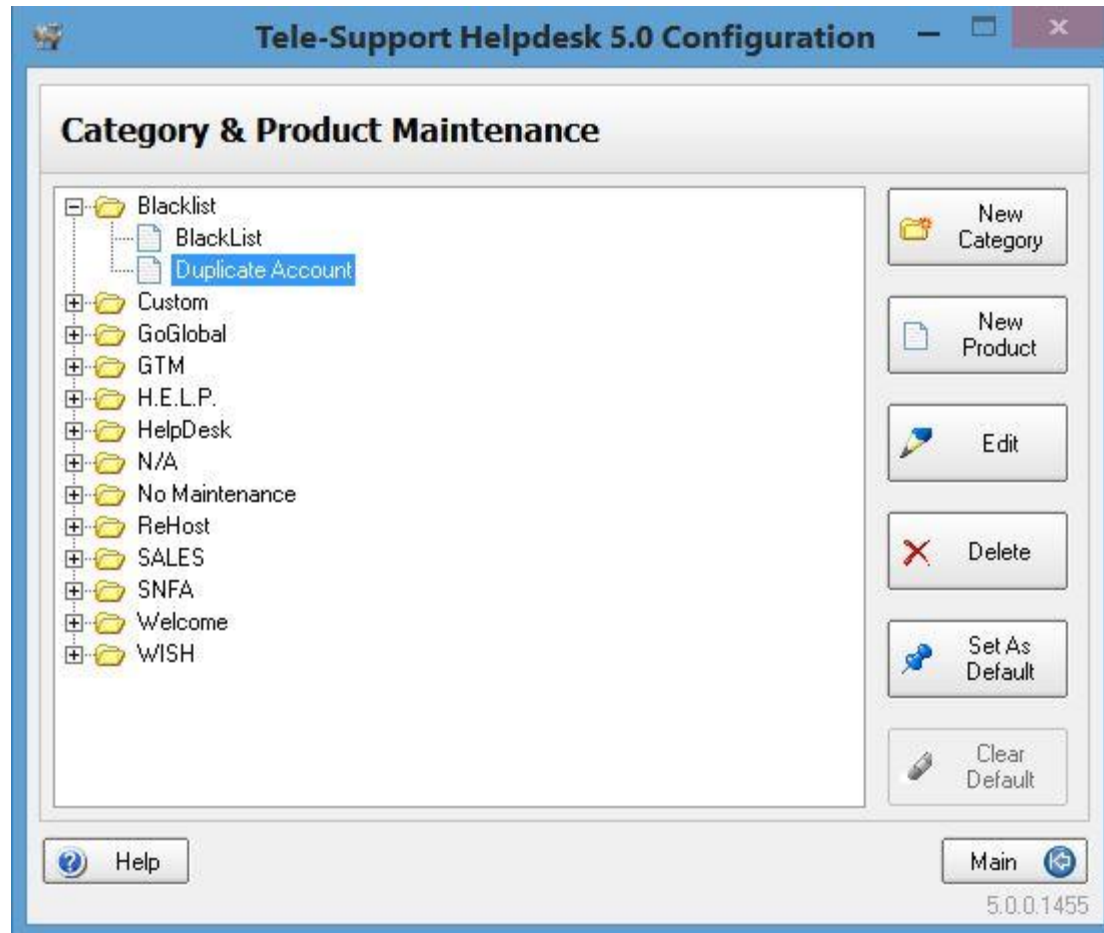 Tele-Support Helpdesk 5.0 Configuration
Category & Product Maintenance
Blacklist
BlackList
Duplicate Account
Custom
GoGlobal
GTM
H.E.L.P.
HelpDesk
N/A
No Maintenance
ReHost
SALES
SNFA
Welcome
WISH
New
Category
New
Product
Edit
Delete
Set As
Default
Clear
Default
Help
Main
5.0.0.1455